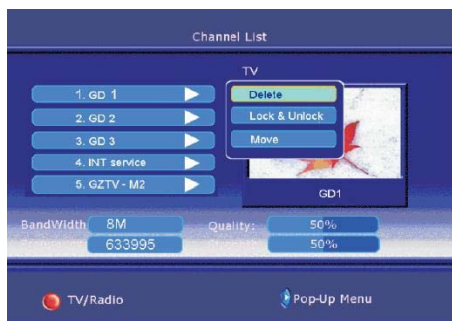 Channel List
TV
1. GD 1
2. GD 2
3. GD 3
4. INT service
5. GZTV - M2
Delete
Lock & Unlock
Move
GD1
BandWidth 8M Quality: 50%
633995 50%
TV/Radio Pop-Up Menu